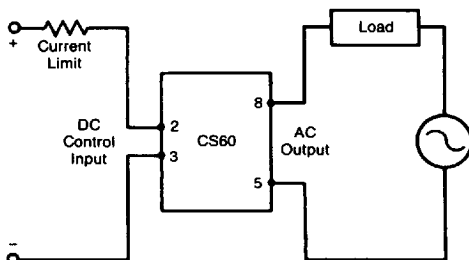 +
Current
Limit
DC
Control
Input
−
2
3
CS60
8
5
AC
Output
Load